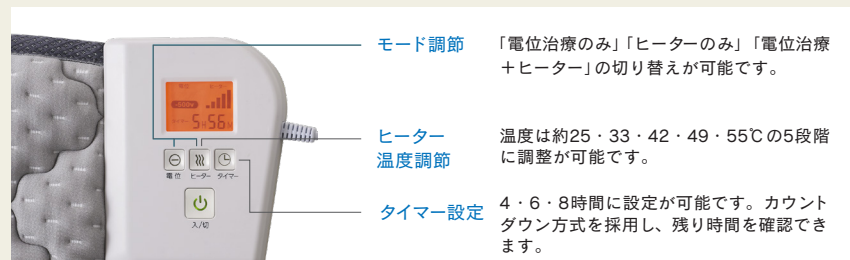 モード調節
「電位治療のみ」「ヒーターのみ」「電位治療
＋ヒーター」の切り替えが可能です。
ヒーター
温度調節
温度は約25・33・42・49・55℃の5段階
に調整が可能です。
タイマー設定
4・6・8時間に設定が可能です。カウント
ダウン方式を採用し、残り時間を確認でき
ます。
5 56
電位 ヒーター タイマー
入/切